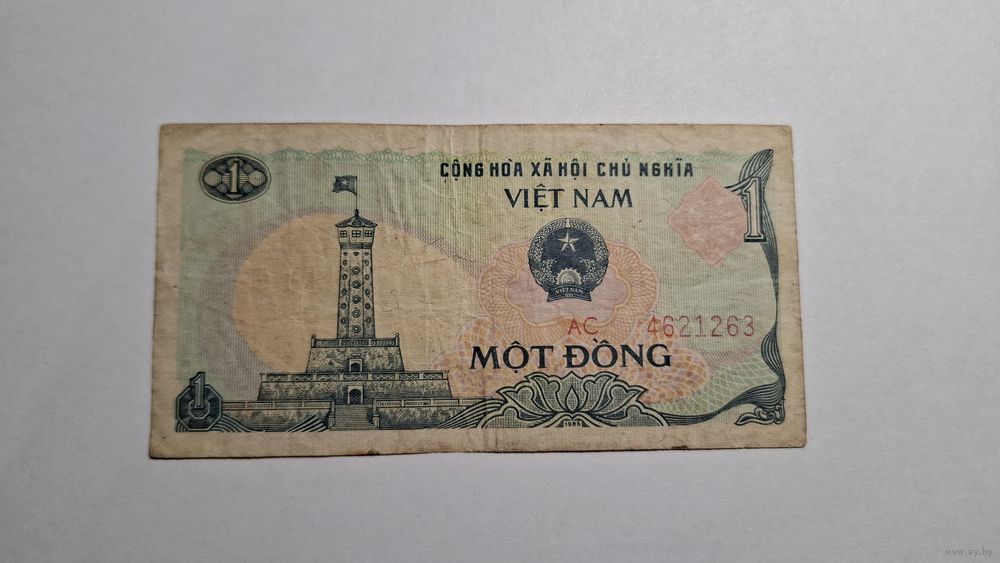 1
CỘNG HÒA XÃ HỘI CHỦ NGHĨA
VIỆT NAM
1
VIỆT NAM
AC 4621263
MỘT ĐỒNG
1
1985
www.ay.by